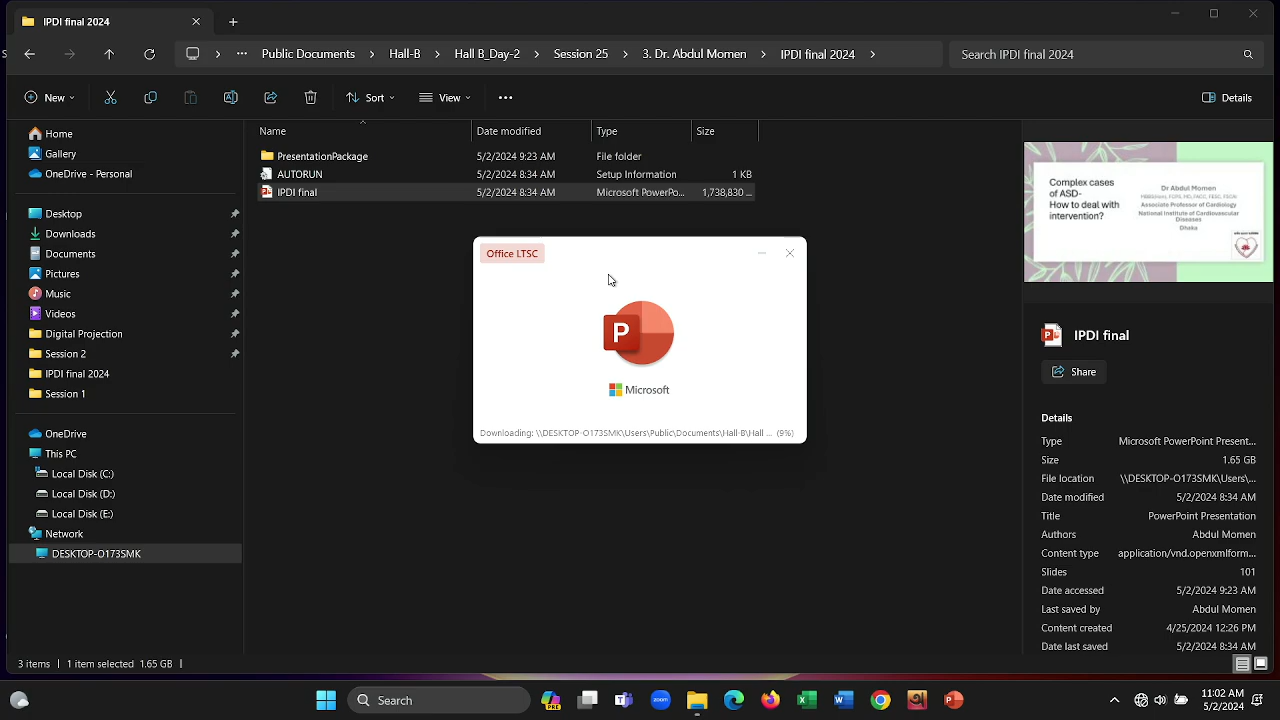 IPDI final 2024
Public Documents
Hall-B
Hall B_Day-2
Session 25
3. Dr. Abdul Momen
IPDI final 2024
Search IPDI final 2024
New
Sort
View
Details
Home
Gallery
OneDrive - Personal
Downloads
Documents
Pictures
Music
Videos
Digital Projection
Session 2
IPDI final 2024
Session 1
OneDrive
This PC
Local Disk (C:)
Local Disk (D:)
Local Disk (E:)
Network
DESKTOP-O173SMK
Name Date modified Type Size
PresentationPackage 5/2/2024 9:23 AM File folder
AUTORUN 5/2/2024 8:34 AM Setup Information 1 KB
IPDI final 5/2/2024 8:34 AM Microsoft PowerPo... 1,738,830 ...
Office LTSC
P
Microsoft
Downloading: \\DESKTOP-O173SMK\Users\Public\Documents\Hall-B\Hall ... (9%)
Complex cases
of ASD-
How to deal with
intervention?
Dr Abdul Momen
Associate Professor of Cardiology
National Institute of Cardiovascular
Diseases
Dhaka
IPDI final
Share
Details
Type Microsoft PowerPoint Present...
Size 1.65 GB
File location \\DESKTOP-O173SMK\Users\...
Date modified 5/2/2024 8:34 AM
Title PowerPoint Presentation
Authors Abdul Momen
Content type application/vnd.openxmlform...
Slides 101
Date accessed 5/2/2024 9:23 AM
Last saved by Abdul Momen
Content created 4/25/2024 12:26 PM
Date last saved 5/2/2024 8:34 AM
3 items 1 item selected 1.65 GB
Search
11:02 AM
5/2/2024